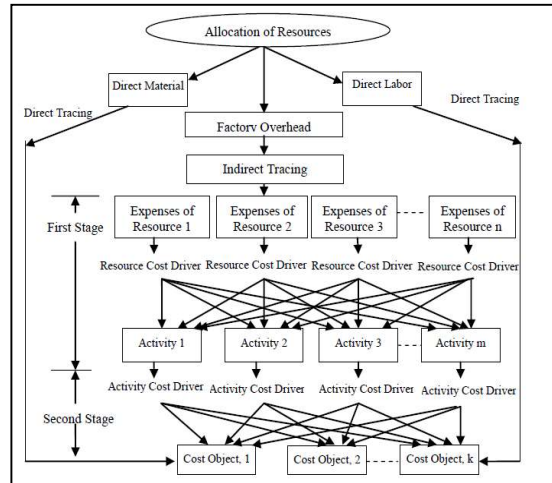 Allocation of Resources
Direct Material
Direct Labor
Direct Tracing
Direct Tracing
Factory Overhead
Indirect Tracing
First Stage
Expenses of
Resource 1
Expenses of
Resource 2
Expenses of
Resource 3
Expenses of
Resource n
Resource Cost Driver
Resource Cost Driver
Resource Cost Driver
Resource Cost Driver
Activity 1
Activity 2
Activity 3
Activity m
Activity Cost Driver
Activity Cost Driver
Activity Cost Driver
Activity Cost Driver
Second Stage
Cost Object, 1
Cost Object, 2
Cost Object, k